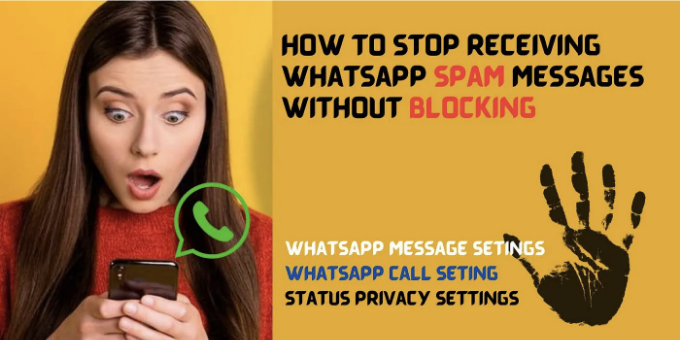 HOW TO STOP RECEIVING
WHATSAPP SPAM MESSAGES
WITHOUT BLOCKING
WHATSAPP MESSAGE SETINGS
WHATSAPP CALL SETING
STATUS PRIVACY SETTINGS